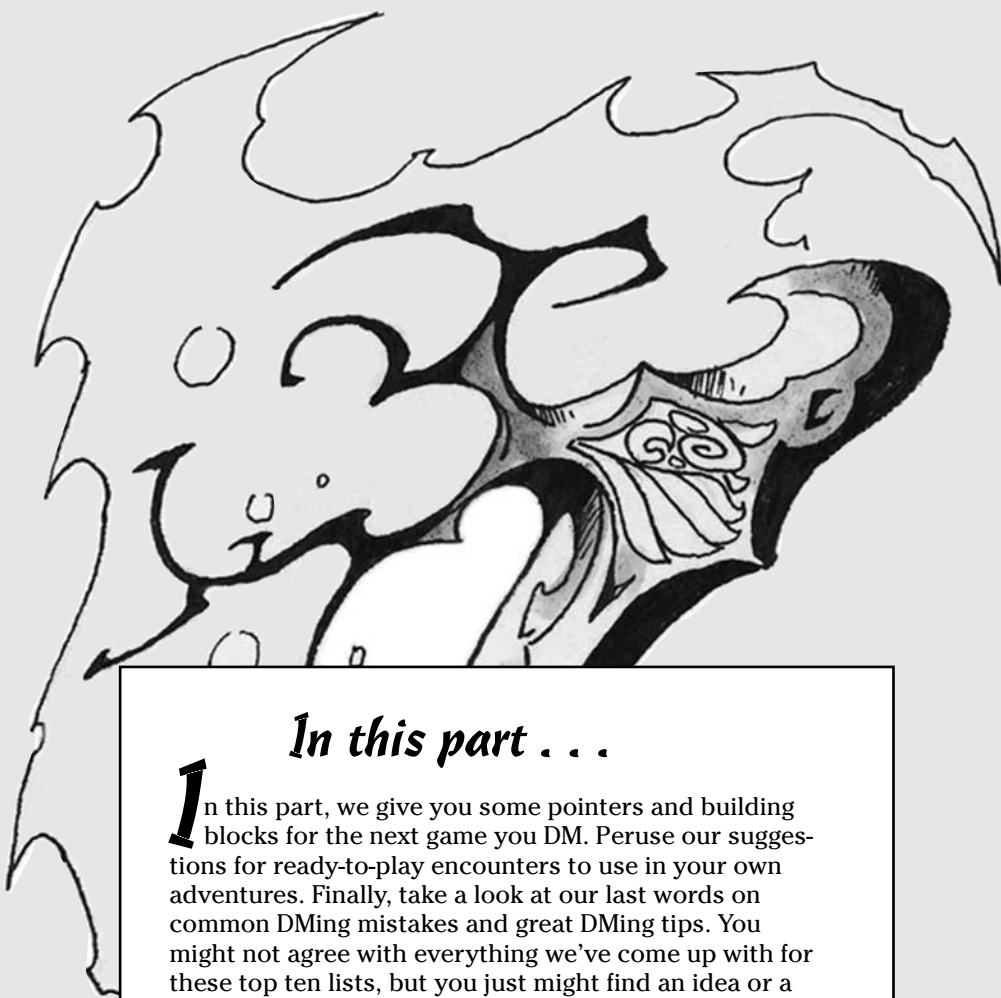 In this part . . .
In this part, we give you some pointers and building
blocks for the next game you DM. Peruse our sugges-
tions for ready-to-play encounters to use in your own
adventures. Finally, take a look at our last words on
common DMing mistakes and great DMing tips. You
might not agree with everything we've come up with for
these top ten lists, but you just might find an idea or a